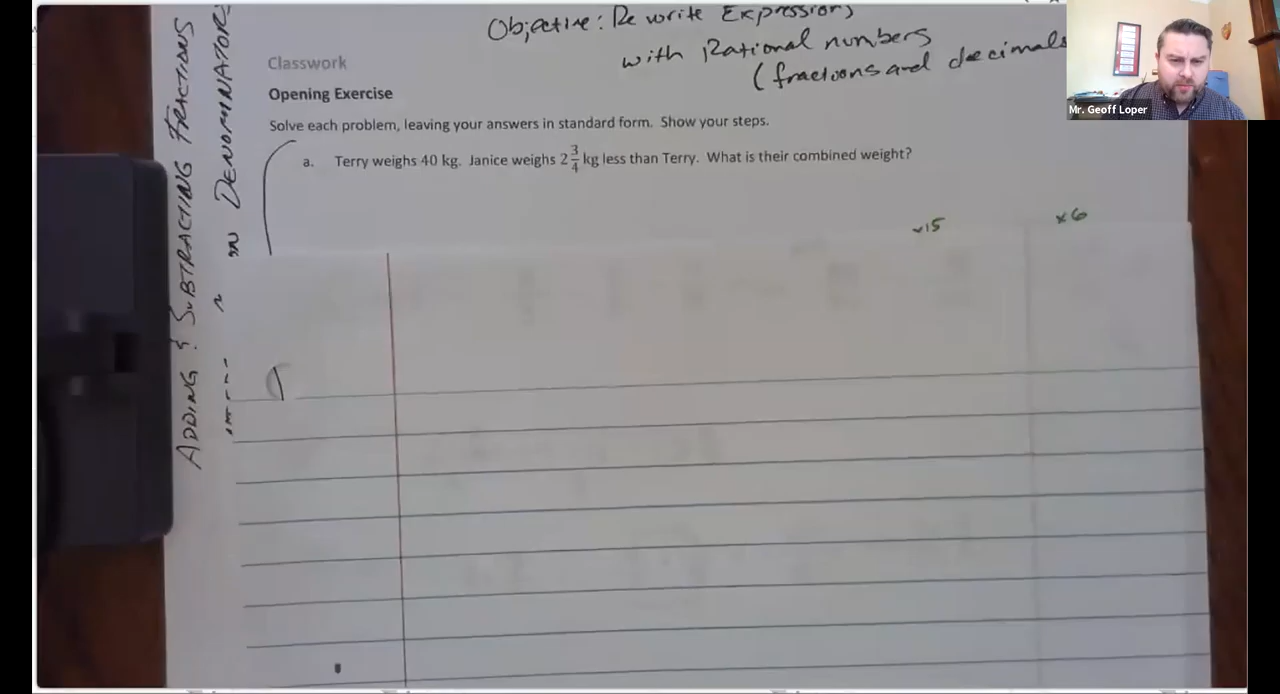 Objective: Rewrite Expressions
with Rational numbers
(fractions and decimals
Classwork
Opening Exercise
Solve each problem, leaving your answers in standard form. Show your steps.
a. Terry weighs 40 kg. Janice weighs 2 3/4 kg less than Terry. What is their combined weight?
×15
×6
ADDING & SUBTRACTING FRACTIONS
DENOMINATORS
Mr. Geoff Loper